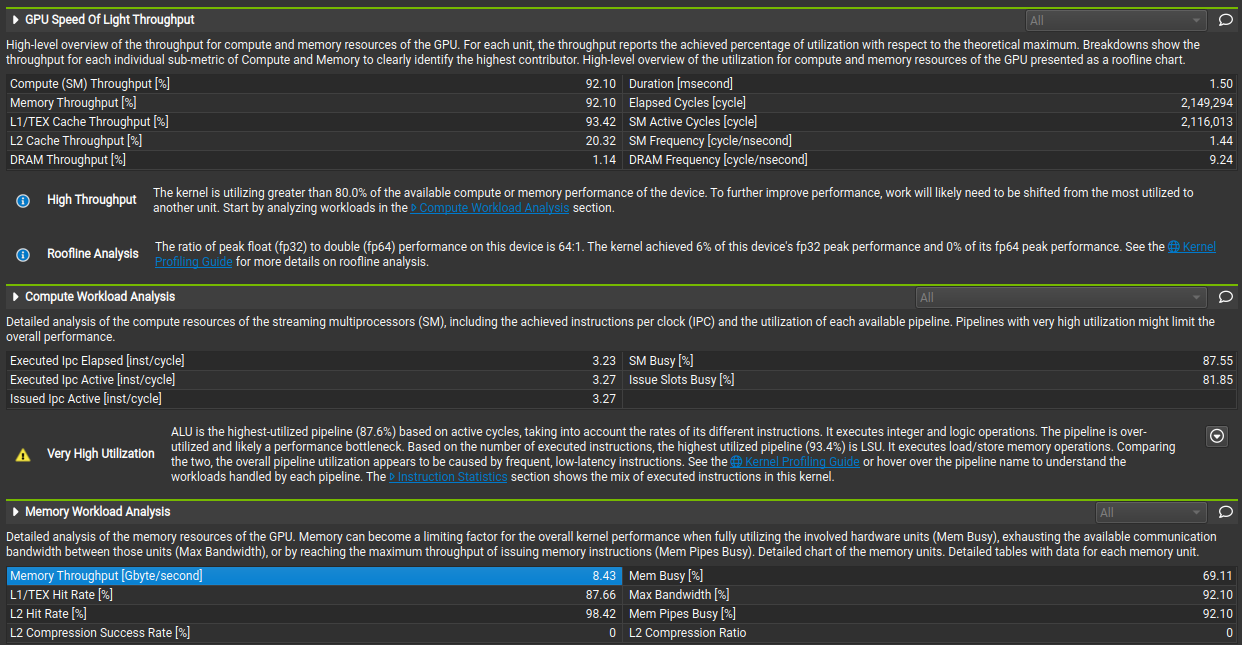 GPU Speed Of Light Throughput All
High-level overview of the throughput for compute and memory resources of the GPU. For each unit, the throughput reports the achieved percentage of utilization with respect to the theoretical maximum. Breakdowns show the
throughput for each individual sub-metric of Compute and Memory to clearly identify the highest contributor. High-level overview of the utilization for compute and memory resources of the GPU presented as a roofline chart.
Compute (SM) Throughput [%] 92.10 Duration [msecond] 1.50
Memory Throughput [%] 92.10 Elapsed Cycles [cycle] 2,149,294
L1/TEX Cache Throughput [%] 93.42 SM Active Cycles [cycle] 2,116,013
L2 Cache Throughput [%] 20.32 SM Frequency [cycle/nsecond] 1.44
DRAM Throughput [%] 1.14 DRAM Frequency [cycle/nsecond] 9.24
High Throughput The kernel is utilizing greater than 80.0% of the available compute or memory performance of the device. To further improve performance, work will likely need to be shifted from the most utilized to
another unit. Start by analyzing workloads in the Compute Workload Analysis section.
Roofline Analysis The ratio of peak float (fp32) to double (fp64) performance on this device is 64:1. The kernel achieved 6% of this device's fp32 peak performance and 0% of its fp64 peak performance. See the Kernel
Profiling Guide for more details on roofline analysis.
Compute Workload Analysis All
Detailed analysis of the compute resources of the streaming multiprocessors (SM), including the achieved instructions per clock (IPC) and the utilization of each available pipeline. Pipelines with very high utilization might limit the
overall performance.
Executed Ipc Elapsed [inst/cycle] 3.23 SM Busy [%] 87.55
Executed Ipc Active [inst/cycle] 3.27 Issue Slots Busy [%] 81.85
Issued Ipc Active [inst/cycle] 3.27
Very High Utilization ALU is the highest-utilized pipeline (87.6%) based on active cycles, taking into account the rates of its different instructions. It executes integer and logic operations. The pipeline is over-
utilized and likely a performance bottleneck. Based on the number of executed instructions, the highest utilized pipeline (93.4%) is LSU. It executes load/store memory operations. Comparing
the two, the overall pipeline utilization appears to be caused by frequent, low-latency instructions. See the Kernel Profiling Guide or hover over the pipeline name to understand the
workloads handled by each pipeline. The Instruction Statistics section shows the mix of executed instructions in this kernel.
Memory Workload Analysis All
Detailed analysis of the memory resources of the GPU. Memory can become a limiting factor for the overall kernel performance when fully utilizing the involved hardware units (Mem Busy), exhausting the available communication
bandwidth between those units (Max Bandwidth), or by reaching the maximum throughput of issuing memory instructions (Mem Pipes Busy). Detailed chart of the memory units. Detailed tables with data for each memory unit.
Memory Throughput [Gbyte/second] 8.43 Mem Busy [%] 69.11
L1/TEX Hit Rate [%] 87.66 Max Bandwidth [%] 92.10
L2 Hit Rate [%] 98.42 Mem Pipes Busy [%] 92.10
L2 Compression Success Rate [%] 0 L2 Compression Ratio 0